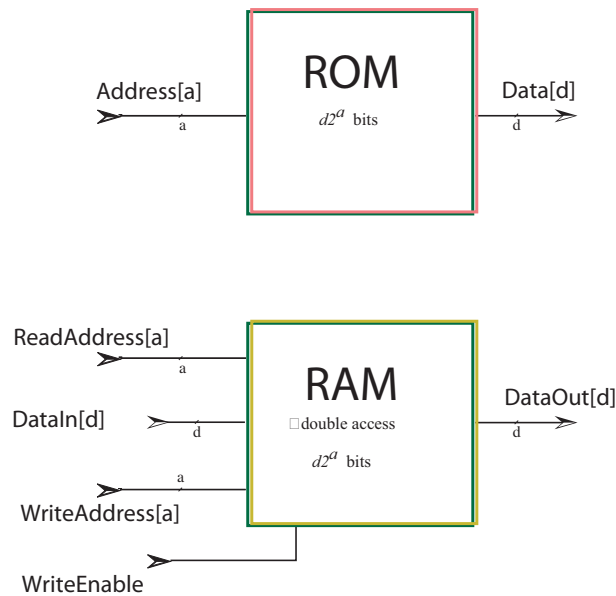 ROM
Address[a]
Data[d]
d2^a bits
a
d
ReadAddress[a]
a
RAM
DataOut[d]
DataIn[d]
□double access
d
d
d2^a bits
a
WriteAddress[a]
WriteEnable